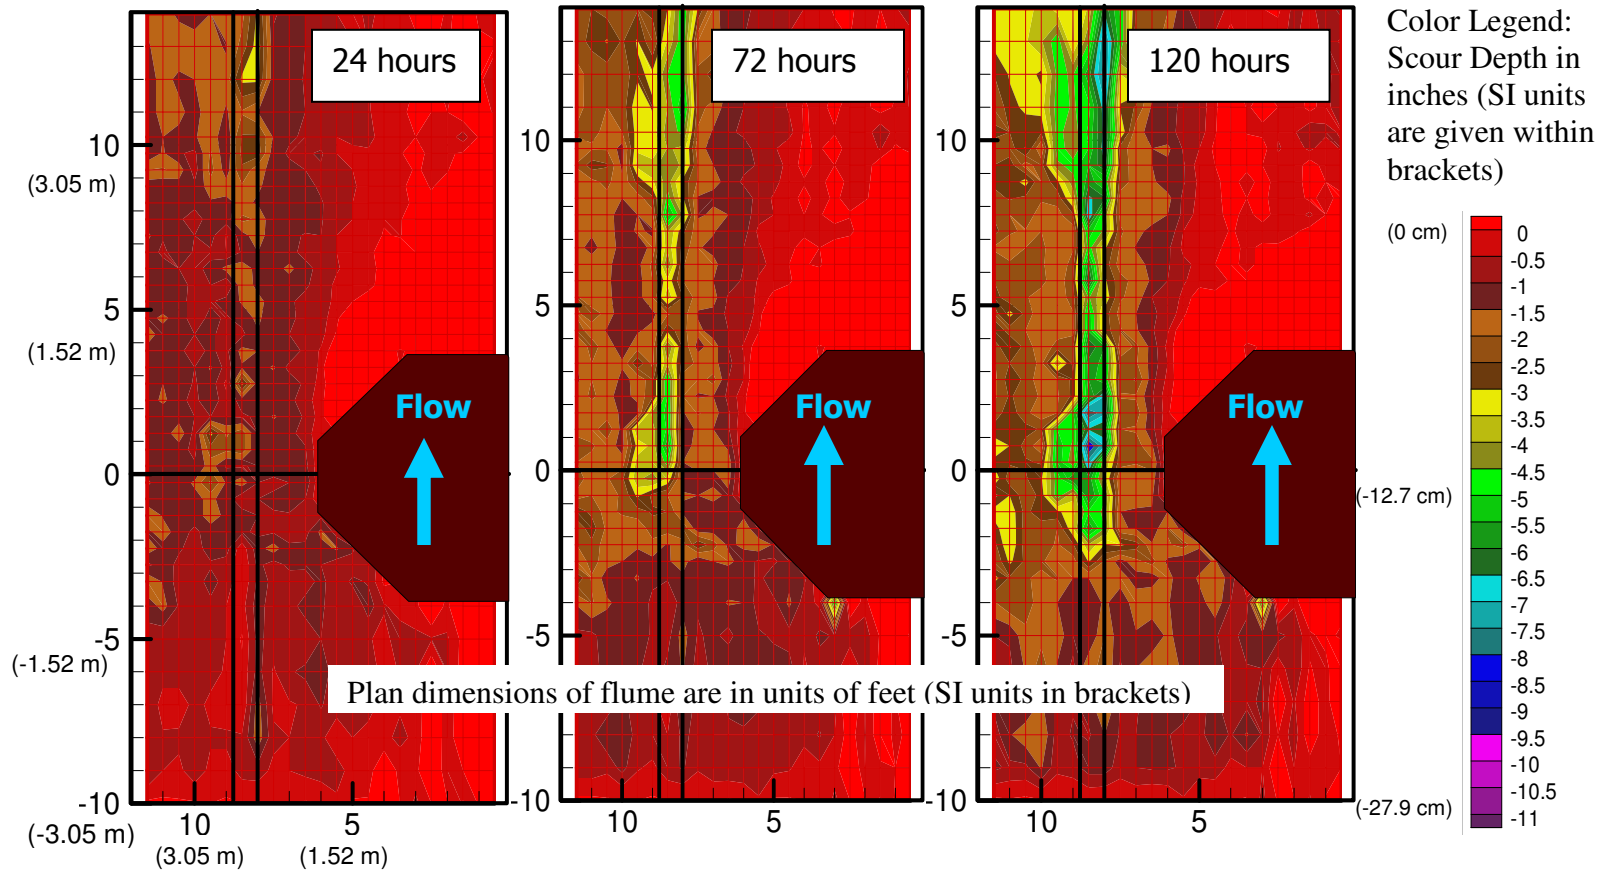 24 hours
72 hours
120 hours
Color Legend:
Scour Depth in
inches (SI units
are given within
brackets)
10
(3.05 m)
5
(1.52 m)
0
-5
(-1.52 m)
-10
(-3.05 m)
10
5
(3.05 m)
(1.52 m)
Flow
10
5
0
-5
-10
10
5
Flow
10
5
0
-5
-10
10
5
Flow
Plan dimensions of flume are in units of feet (SI units in brackets)
(0 cm)
(-12.7 cm)
(-27.9 cm)
0
-0.5
-1
-1.5
-2
-2.5
-3
-3.5
-4
-4.5
-5
-5.5
-6
-6.5
-7
-7.5
-8
-8.5
-9
-9.5
-10
-10.5
-11